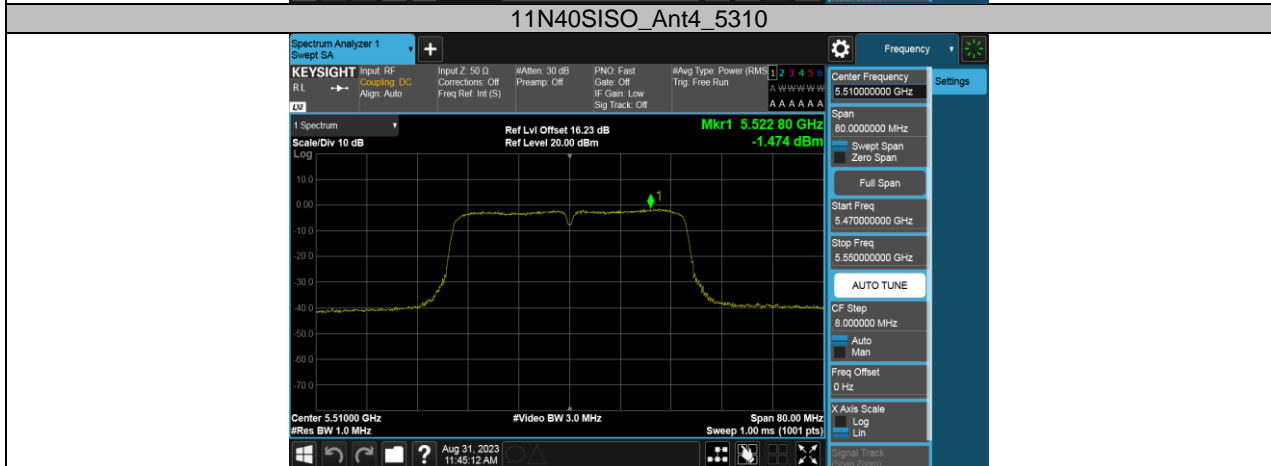 11N40SISO_Ant4_5310
Spectrum Analyzer 1
Swept SA
Frequency
KEYSIGHT
RL
Input: RF
Coupling: DC
Align: Auto
Input Z: 50 Ω
Corrections: Off
Freq Ref: Int (S)
#Atten: 30 dB
Preamp: Off
PNO: Fast
Gate: Off
IF Gain: Low
Sig Track: Off
#Avg Type: Power (RMS
Trig: Free Run
1 2 3 4 5 6
A W W W W W
A A A A A A
Center Frequency
5.510000000 GHz
Settings
Span
80.0000000 MHz
Swept Span
Zero Span
Full Span
Start Freq
5.470000000 GHz
Stop Freq
5.550000000 GHz
AUTO TUNE
CF Step
8.000000 MHz
Auto
Man
Freq Offset
0 Hz
X Axis Scale
Log
Lin
Signal Track
(Span Zoom)
1 Spectrum
Scale/Div 10 dB
Log
Ref Lvl Offset 16.23 dB
Ref Level 20.00 dBm
Mkr1 5.522 80 GHz
-1.474 dBm
1
10.0
0.00
-10.0
-20.0
-30.0
-40.0
-50.0
-60.0
-70.0
Center 5.51000 GHz
#Res BW 1.0 MHz
#Video BW 3.0 MHz
Span 80.00 MHz
Sweep 1.00 ms (1001 pts)
Aug 31, 2023
11:45:12 AM